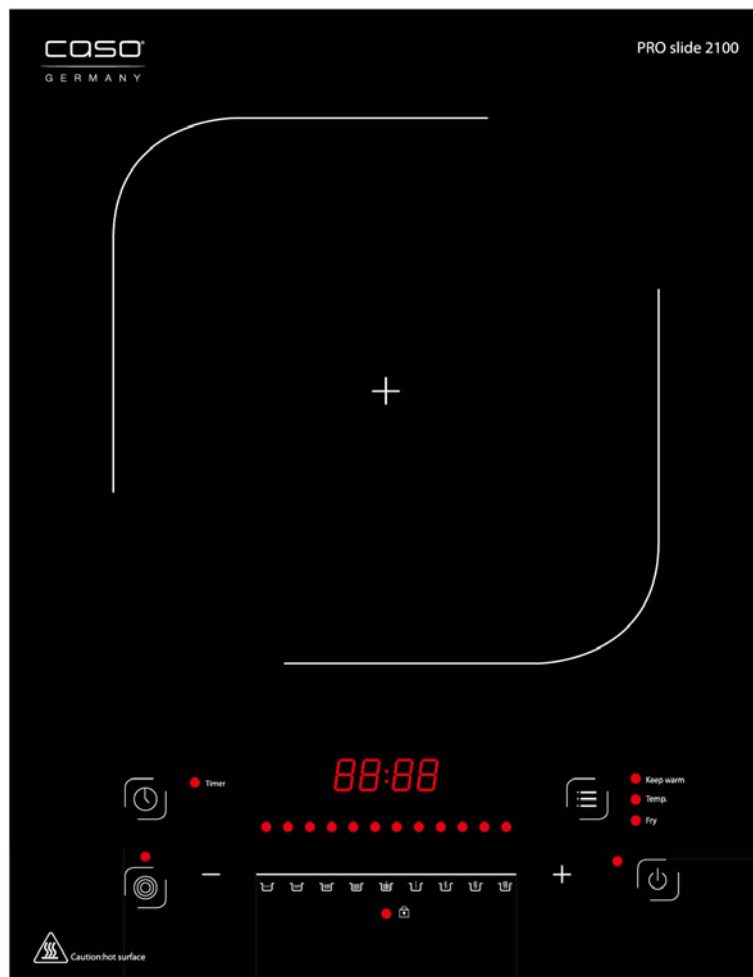 caso®
GERMANY
PRO slide 2100
88:88
Timer
Keep warm
Temp.
Fry
Caution:hot surface